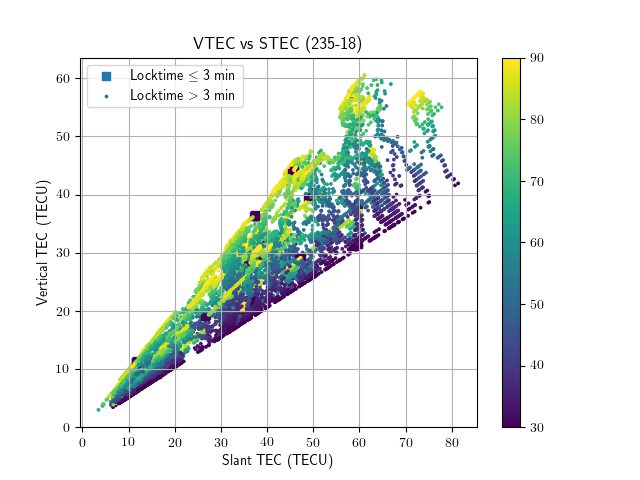 VTEC vs STEC (235-18)
Locktime ≤ 3 min
Locktime > 3 min
Vertical TEC (TECU)
60
50
40
30
20
10
0
0 10 20 30 40 50 60 70 80
Slant TEC (TECU)
90
80
70
60
50
40
30